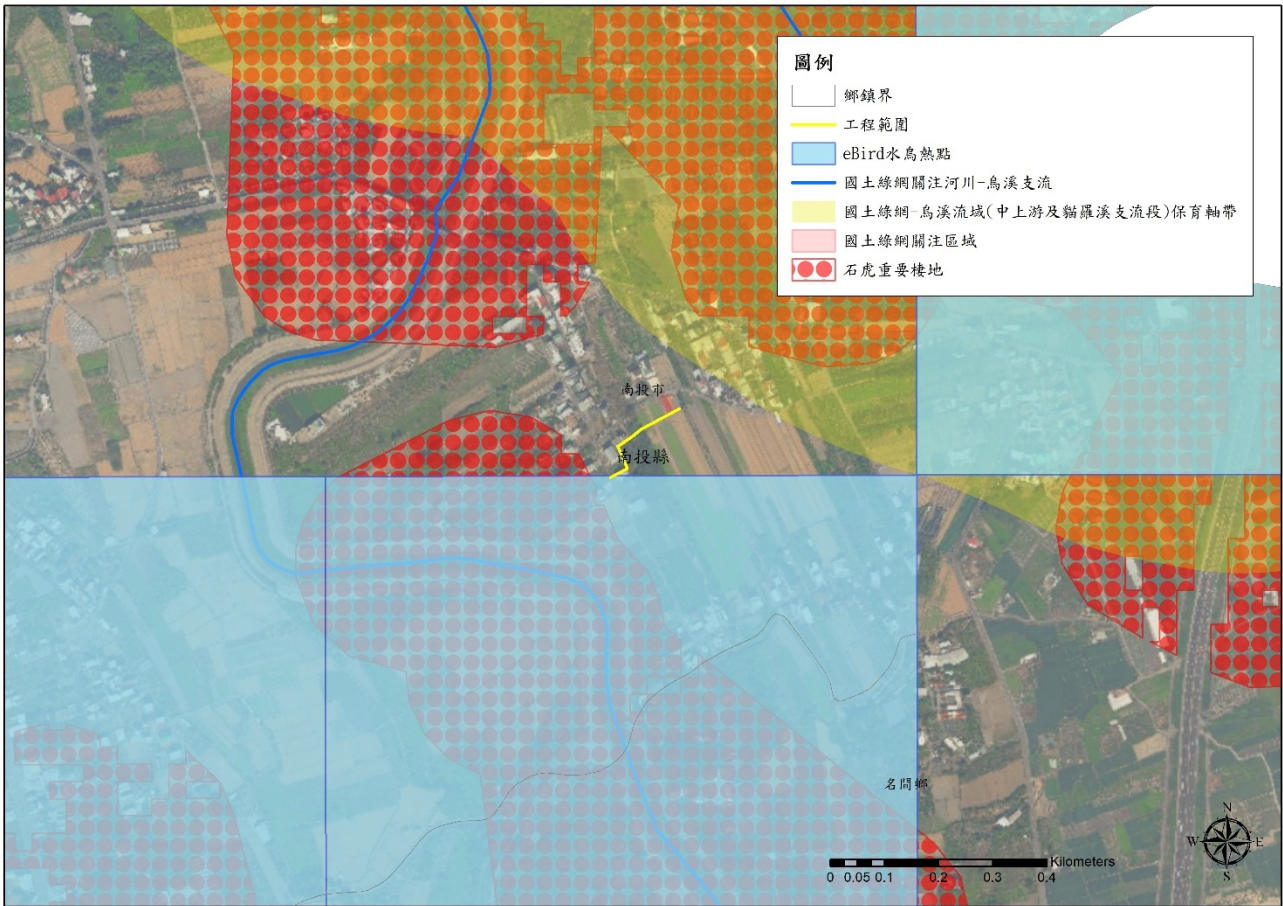 圖例
鄉鎮界
工程範圍
eBird水鳥熱點
國土綠網關注河川-烏溪支流
國土綠網-烏溪流域(中上游及貓羅溪支流段)保育軸帶
國土綠網關注區域
石虎重要棲地
南投市
南投縣
名間鄉
N
W E
S
Kilometers
0 0.05 0.1 0.2 0.3 0.4